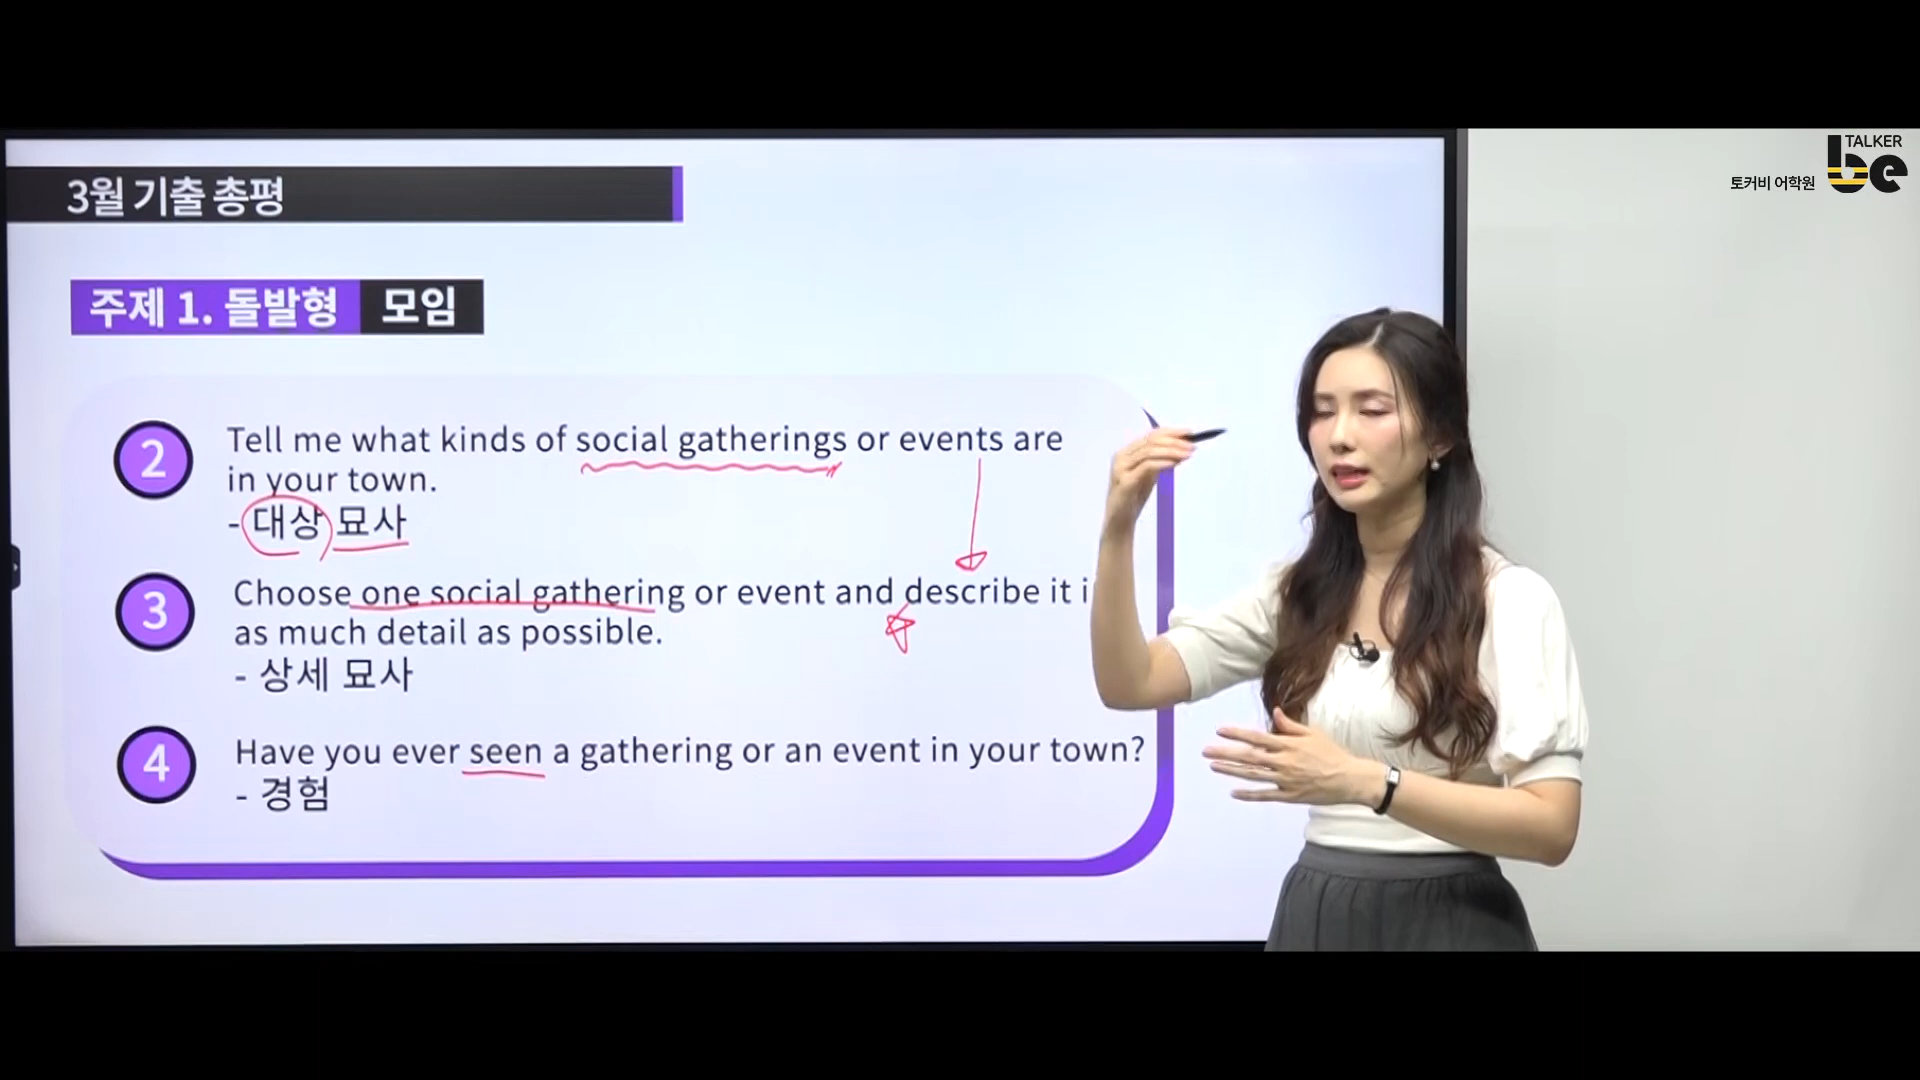 TALKER
be
토커비 어학원
3월 기출 총평
주제 1. 돌발형 모임
2
Tell me what kinds of social gatherings or events are
in your town.
- 대상 묘사
3
Choose one social gathering or event and describe it i
as much detail as possible.
- 상세 묘사
4
Have you ever seen a gathering or an event in your town?
- 경험